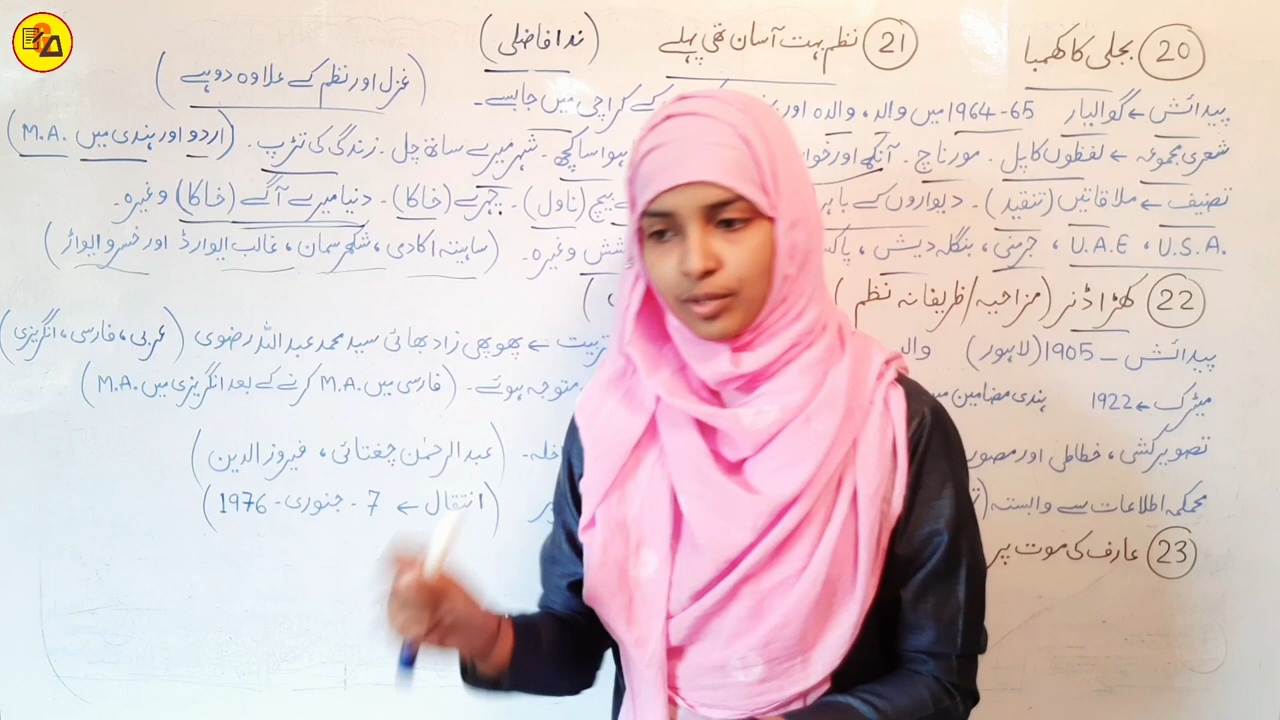 20 بجلی کا کھمبا 21 نظم بہت آسان تھی پہلے (ندا فاضلی)
(غزل اور نظم کے علاوہ دوہے)
پیدائش ← گوالیار 65-1964 میں والد، والدہ اور کے کراچی میں جا بسے۔
شعری مجموعہ ← لفظوں کا پل۔ مور ناچ۔ آنکھ اور خواب ہوا سا کچھ۔ شہر میرے ساتھ چل۔ زندگی کی تڑپ۔ (اردو اور ہندی میں M.A.)
تصنیف ← ملاقاتیں (تنقید)۔ دیواروں کے باہر بیچ (ناول)۔ چہرے (خاکا)۔ دنیا میرے آگے (خاکا) وغیرہ۔
U.S.A.، U.A.E، جرمنی، بنگلہ دیش، وغیرہ۔ (ساہیتہ اکادمی، شکھر سمان، غالب ایوارڈ اور خسرو ایوارڈ)
22 کھڑا ڈنر (مزاحیہ/ظریفانہ نظم)
پیدائش – 1905 (لاہور) تربیت ← پھوپھی زاد بھائی سید محمد عبداللہ رضوی (عربی، فارسی، انگریزی)
میٹرک ← 1922 ہندی مضامین متوجہ ہوئے۔ (فارسی میں M.A. کرنے کے بعد انگریزی میں M.A.)
تصویر کشی، خطاطی اور داخلہ۔ (عبدالرحمٰن چغتائی، فیروز الدین)
محکمہ اطلاعات سے وابستہ (انتقال ← 7 - جنوری - 1976)
23 عارف کی موت پر